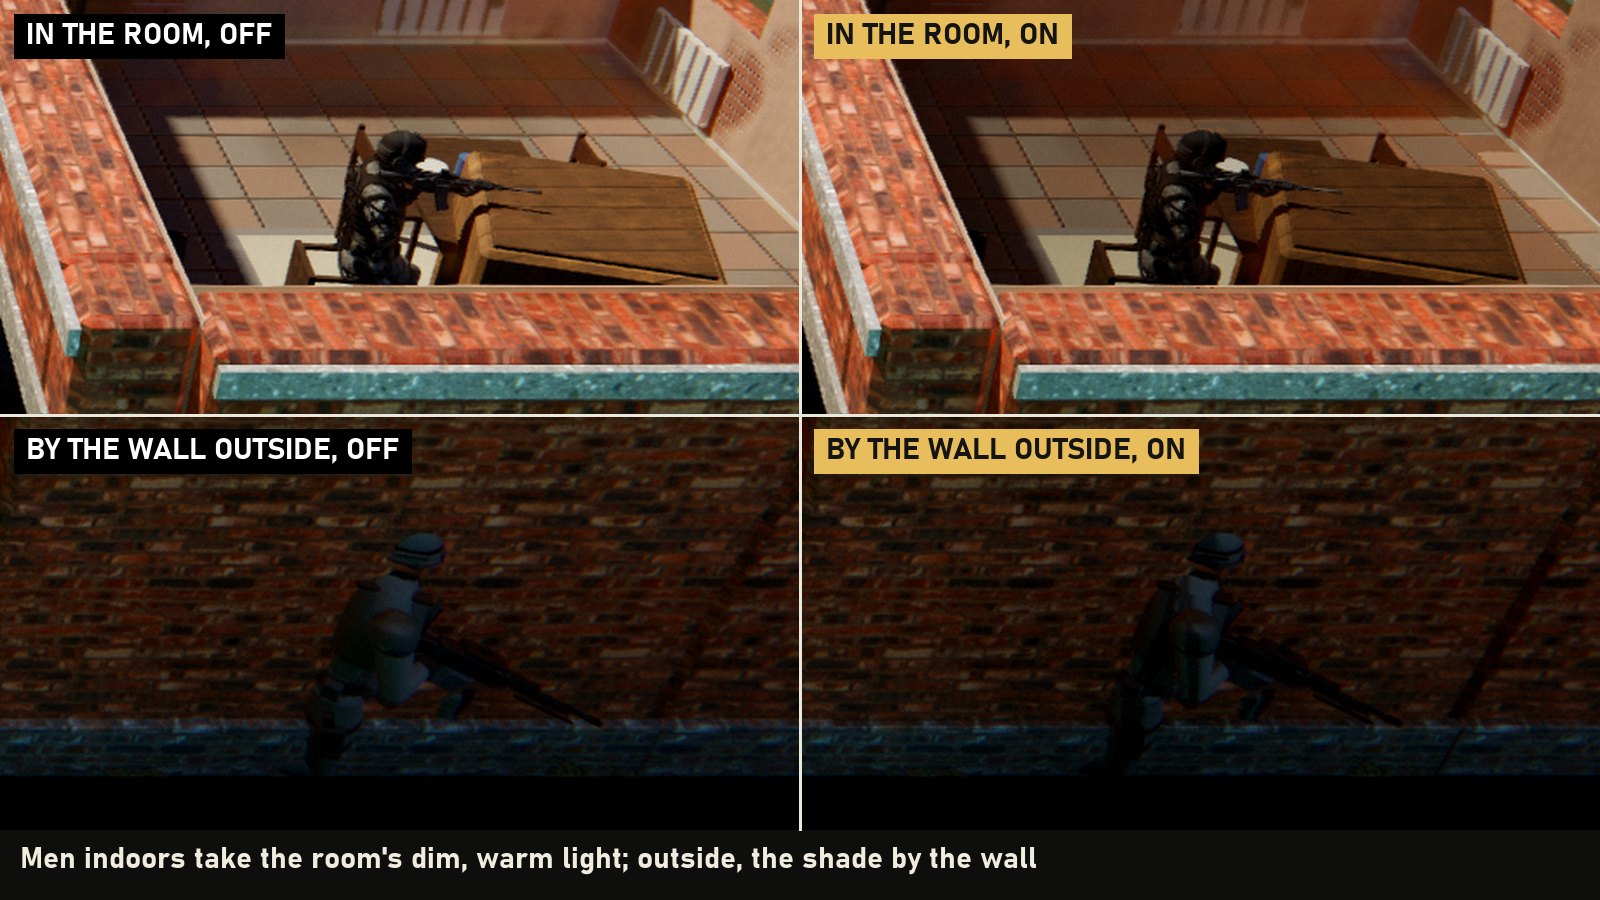 IN THE ROOM, OFF
IN THE ROOM, ON
BY THE WALL OUTSIDE, OFF
BY THE WALL OUTSIDE, ON
Men indoors take the room's dim, warm light; outside, the shade by the wall